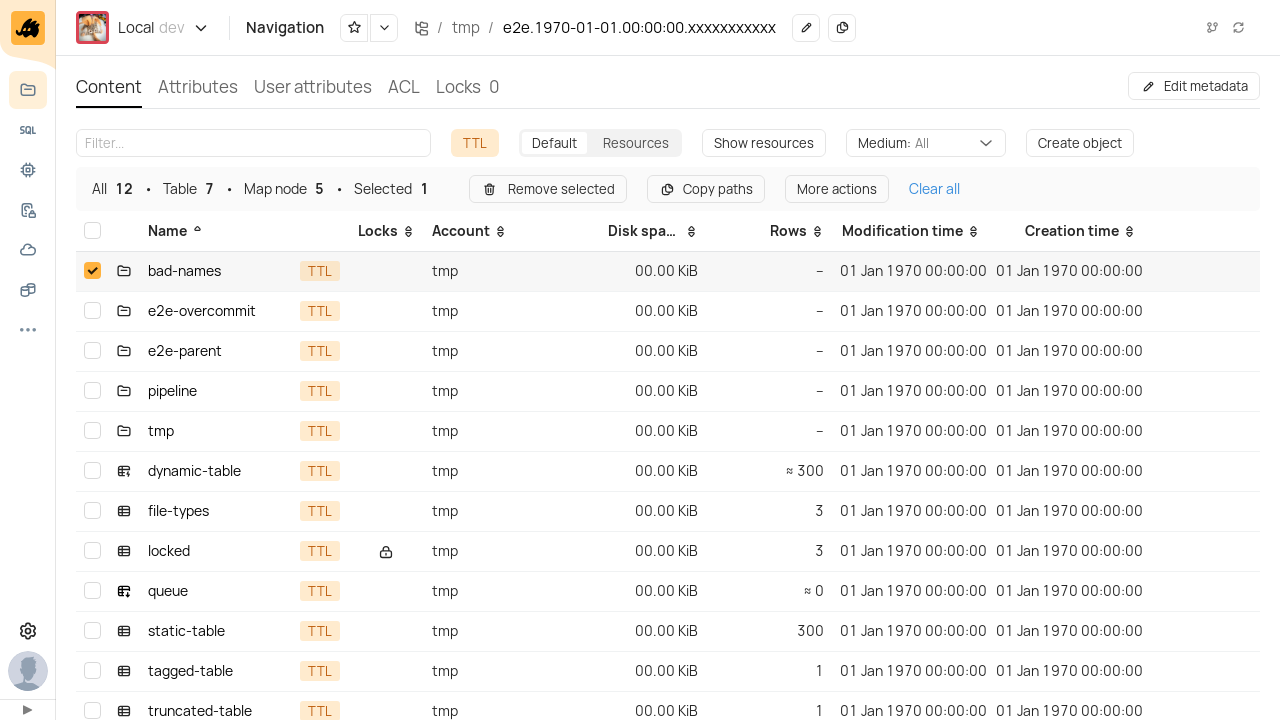 Local dev Navigation / tmp / e2e.1970-01-01.00:00:00.xxxxxxxxxxx
Content Attributes User attributes ACL Locks 0 Edit metadata
Filter... TTL Default Resources Show resources Medium: All Create object
SQL
All 12 • Table 7 • Map node 5 • Selected 1 Remove selected Copy paths More actions Clear all
Name Locks Account Disk spa... Rows Modification time Creation time
bad-names TTL tmp 00.00 KiB – 01 Jan 1970 00:00:00 01 Jan 1970 00:00:00
e2e-overcommit TTL tmp 00.00 KiB – 01 Jan 1970 00:00:00 01 Jan 1970 00:00:00
e2e-parent TTL tmp 00.00 KiB – 01 Jan 1970 00:00:00 01 Jan 1970 00:00:00
pipeline TTL tmp 00.00 KiB – 01 Jan 1970 00:00:00 01 Jan 1970 00:00:00
tmp TTL tmp 00.00 KiB – 01 Jan 1970 00:00:00 01 Jan 1970 00:00:00
dynamic-table TTL tmp 00.00 KiB ≈ 300 01 Jan 1970 00:00:00 01 Jan 1970 00:00:00
file-types TTL tmp 00.00 KiB 3 01 Jan 1970 00:00:00 01 Jan 1970 00:00:00
locked TTL tmp 00.00 KiB 3 01 Jan 1970 00:00:00 01 Jan 1970 00:00:00
queue TTL tmp 00.00 KiB ≈ 0 01 Jan 1970 00:00:00 01 Jan 1970 00:00:00
static-table TTL tmp 00.00 KiB 300 01 Jan 1970 00:00:00 01 Jan 1970 00:00:00
tagged-table TTL tmp 00.00 KiB 1 01 Jan 1970 00:00:00 01 Jan 1970 00:00:00
truncated-table TTL tmp 00.00 KiB 1 01 Jan 1970 00:00:00 01 Jan 1970 00:00:00